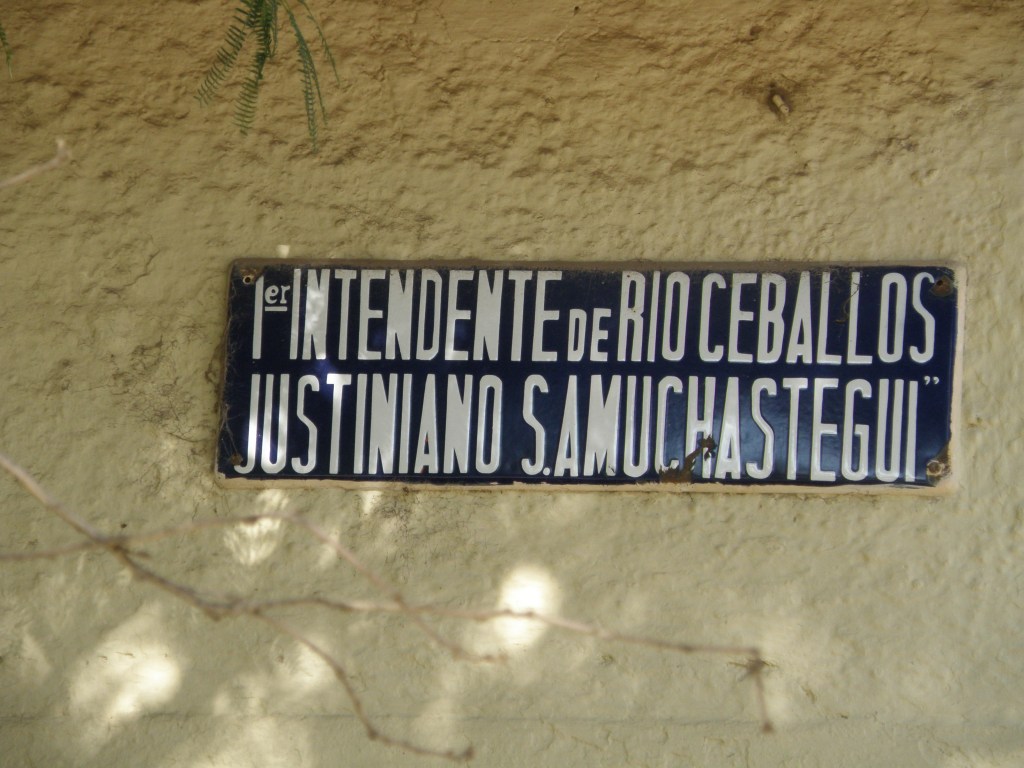 1er INTENDENTE DE RIO CEBALLOS
JUSTINIANO S. AMUCHASTEGUI"